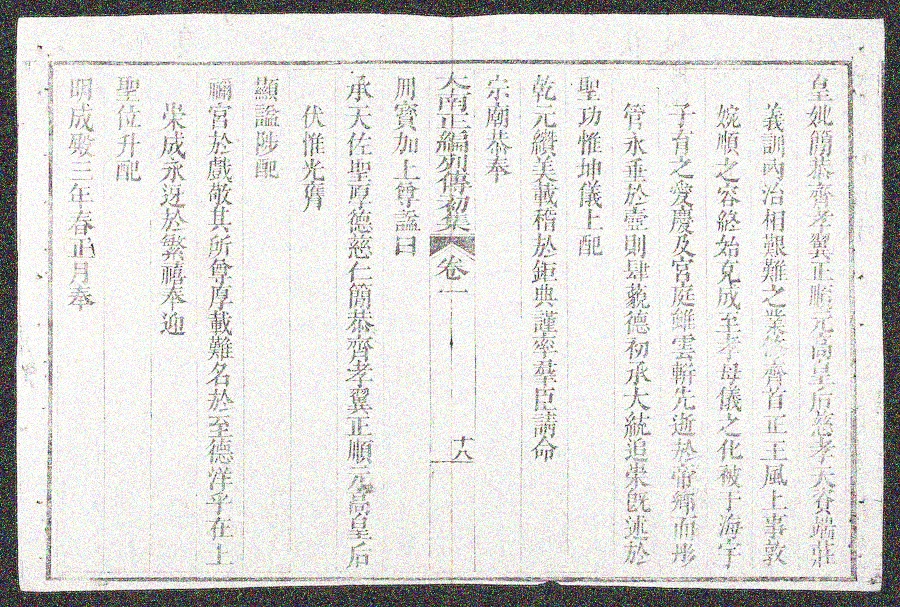 皇妣簡恭齊孝翼正順元高皇后慈孝天資端莊
義訓內治相艱難之業 齊首正王風上事敦
婉順之容終始克成至孝母儀之化被于海宇
子育之愛慶及宮庭雖雲軿先逝於帝鄉而彤
管永垂於壼則肆藐德初承大統追崇既述於
聖功惟坤儀上配
乾元纘美載稽於鉅典謹率羣臣請命
宗廟恭奉
大南正編列傳初集 卷一 十八
冊寶加上尊謚曰
承天佐聖厚德慈仁簡恭齊孝翼正順元高皇后
伏惟光膺
顯謚陟配
禰宮於戲敬其所尊厚載難名於至德洋乎在上
榮成永迓於繁禧奉迎
聖位升配
明成殿三年春正月奉